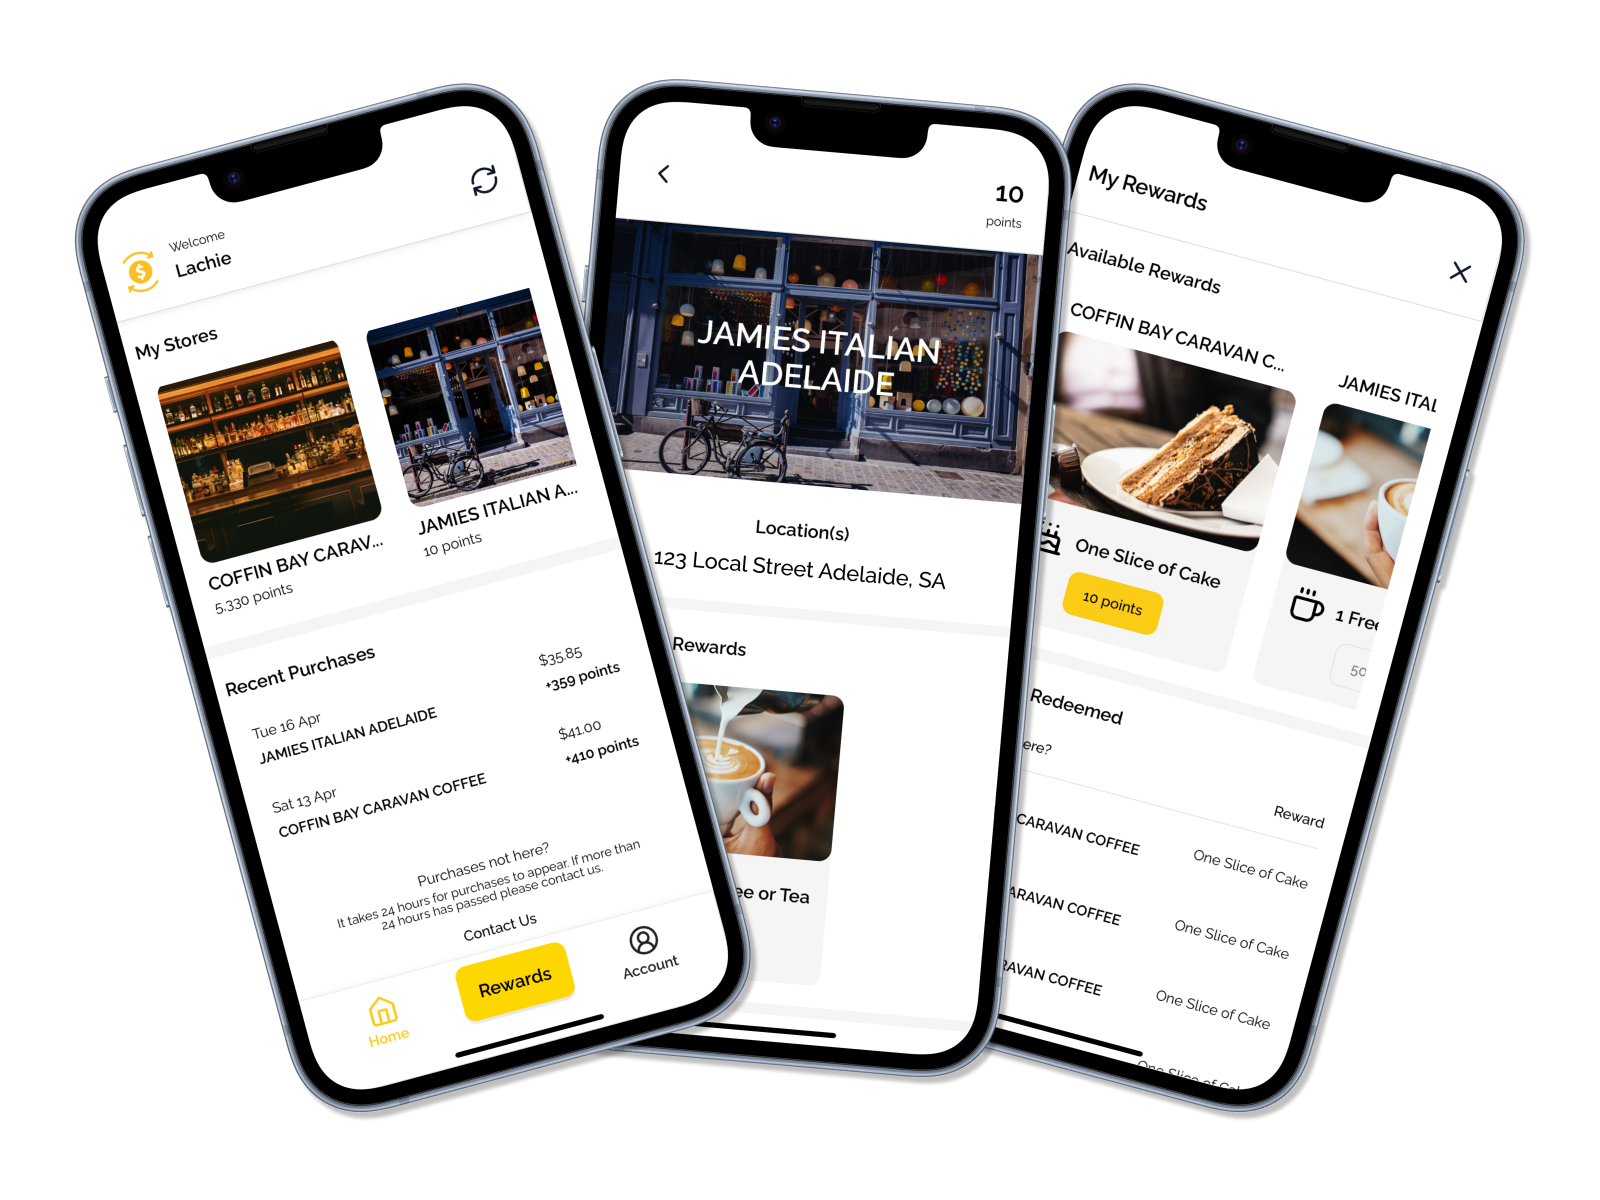 Welcome
Lachie
My Stores
COFFIN BAY CARAV...
5,330 points
JAMIES ITALIAN A...
10 points
Recent Purchases
Tue 16 Apr
$35.85
JAMIES ITALIAN ADELAIDE
+359 points
Sat 13 Apr
$41.00
COFFIN BAY CARAVAN COFFEE
+410 points
Purchases not here?
It takes 24 hours for purchases to appear. If more than
24 hours has passed please contact us.
Contact Us
Home
Rewards
Account
10
points
JAMIES ITALIAN
ADELAIDE
Location(s)
123 Local Street Adelaide, SA
Rewards
ee or Tea
My Rewards
Available Rewards
COFFIN BAY CARAVAN C...
One Slice of Cake
10 points
JAMIES ITAL
1 Free
50
Redeemed
ere?
Reward
CARAVAN COFFEE
One Slice of Cake
ARAVAN COFFEE
One Slice of Cake
RAVAN COFFEE
One Slice of Cake
One Slice of Cake